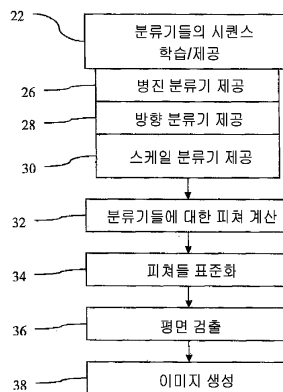 22
분류기들의 시퀀스
학습/제공
26
병진 분류기 제공
28
방향 분류기 제공
30
스케일 분류기 제공
32
분류기들에 대한 피쳐 계산
34
피쳐들 표준화
36
평면 검출
38
이미지 생성